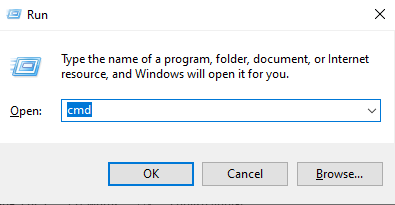 Run
Type the name of a program, folder, document, or Internet
resource, and Windows will open it for you.
Open: cmd
OK Cancel Browse...